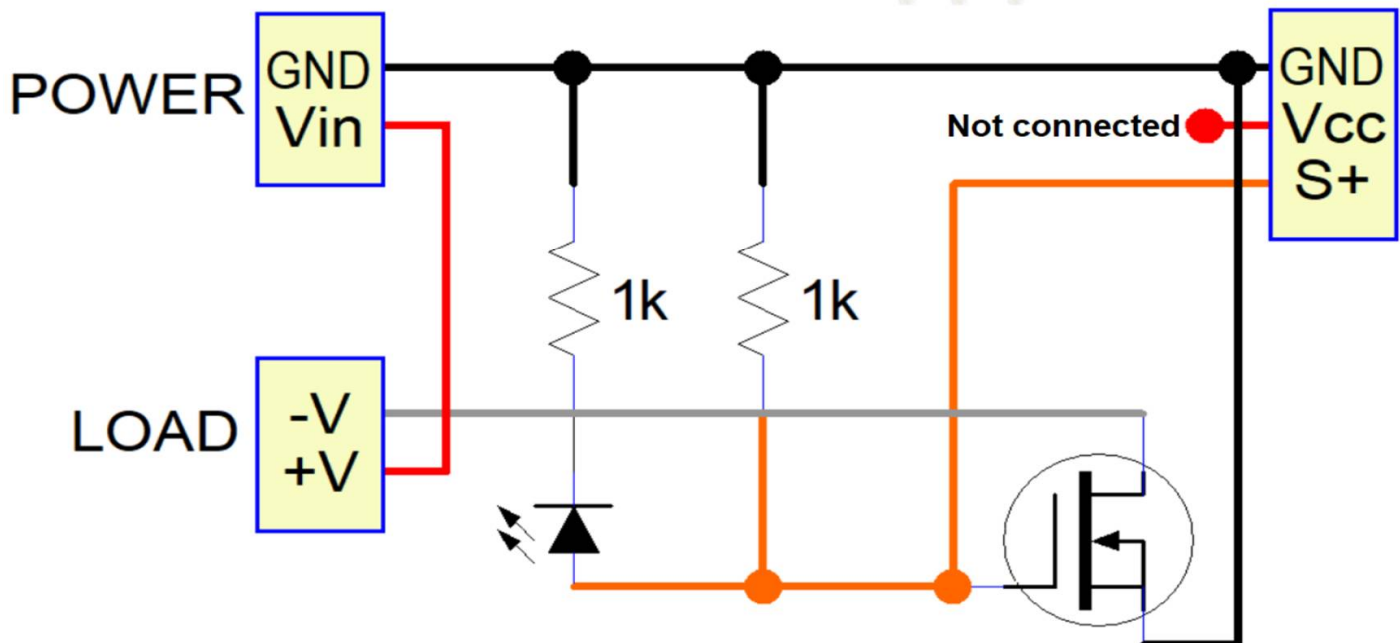 POWER
GND
Vin
GND
Not connected
Vcc
S+
1k
1k
LOAD
-V
+V